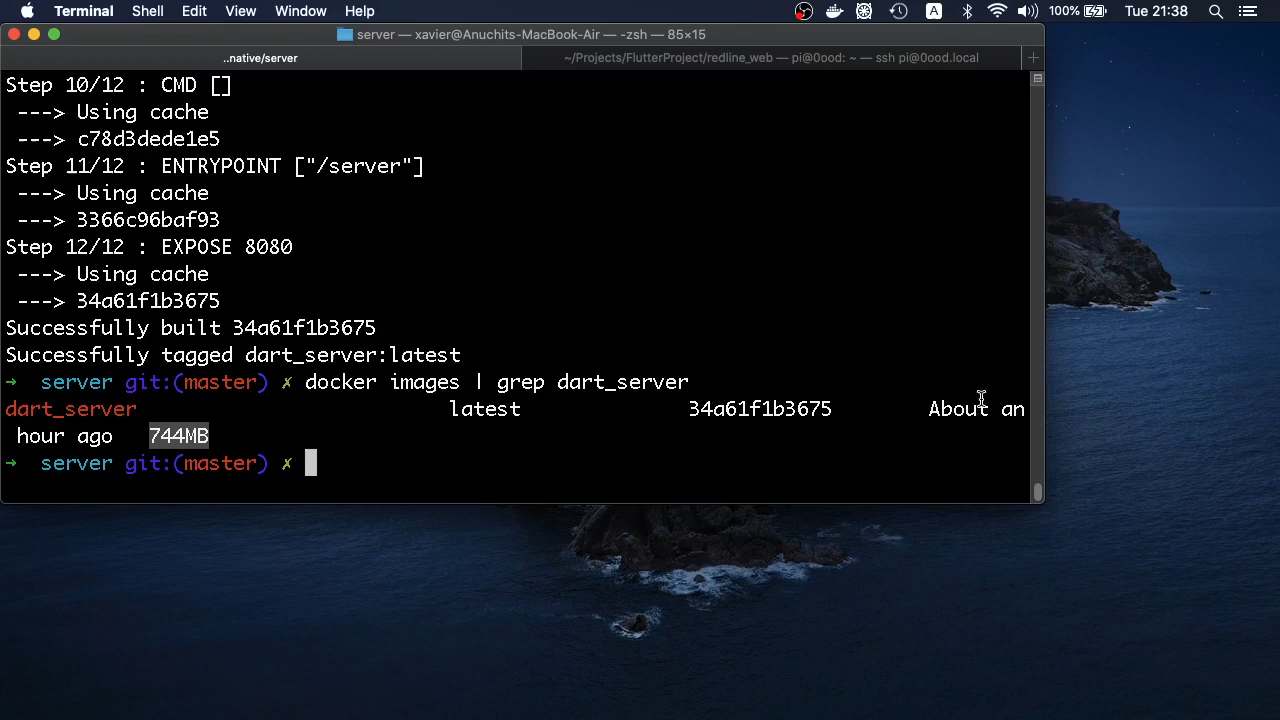 Terminal Shell Edit View Window Help A 100% Tue 21:38
server — xavier@Anuchits-MacBook-Air — -zsh — 85×15
..native/server ~/Projects/FlutterProject/redline_web — pi@0ood: ~ — ssh pi@0ood.local +
Step 10/12 : CMD []
---> Using cache
---> c78d3dede1e5
Step 11/12 : ENTRYPOINT ["/server"]
---> Using cache
---> 3366c96baf93
Step 12/12 : EXPOSE 8080
---> Using cache
---> 34a61f1b3675
Successfully built 34a61f1b3675
Successfully tagged dart_server:latest
→ server git:(master) ✗ docker images | grep dart_server
dart_server latest 34a61f1b3675 About an
hour ago 744MB
→ server git:(master) ✗